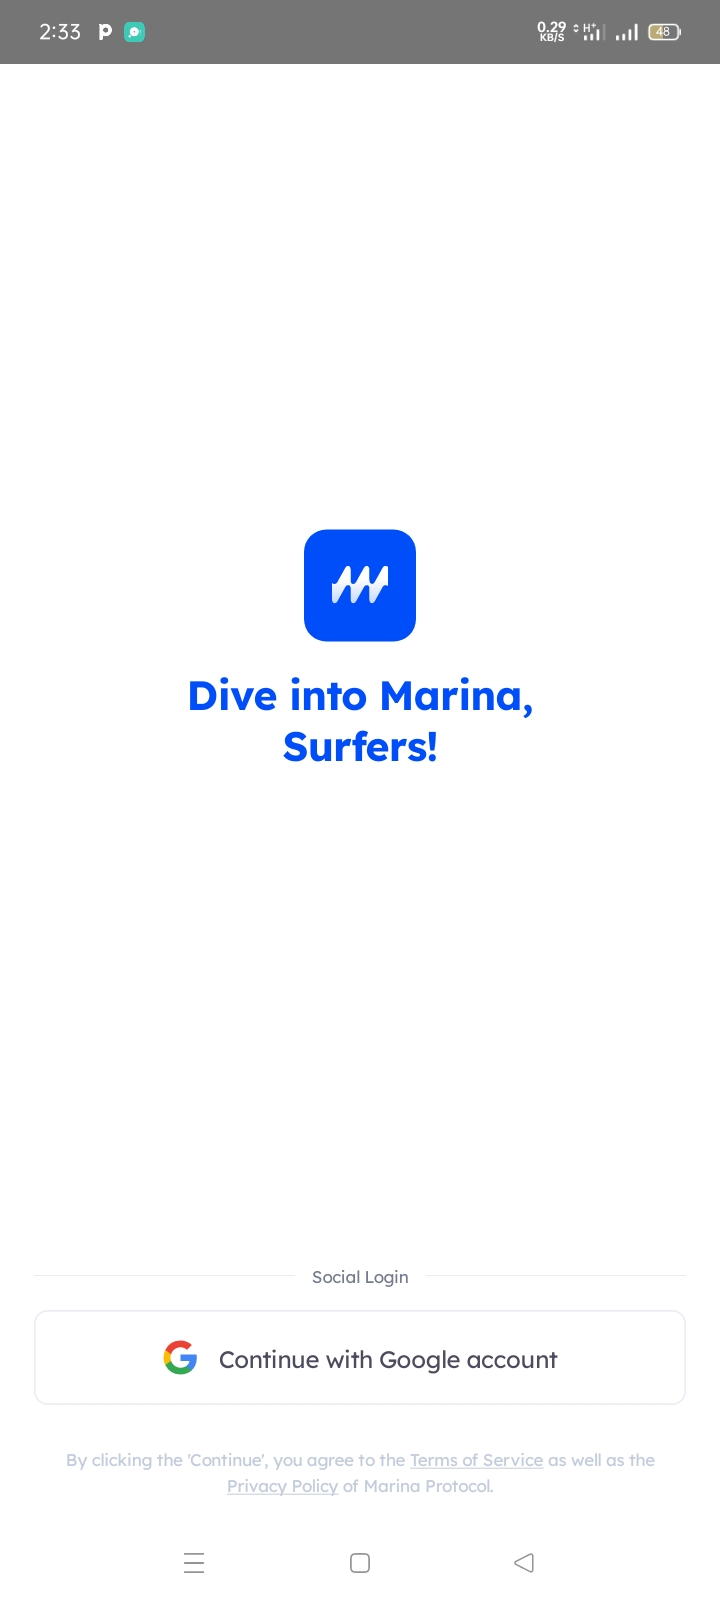 2:33
0.29
KB/S
H+
48
Dive into Marina,
Surfers!
Social Login
Continue with Google account
By clicking the 'Continue', you agree to the Terms of Service as well as the
Privacy Policy of Marina Protocol.